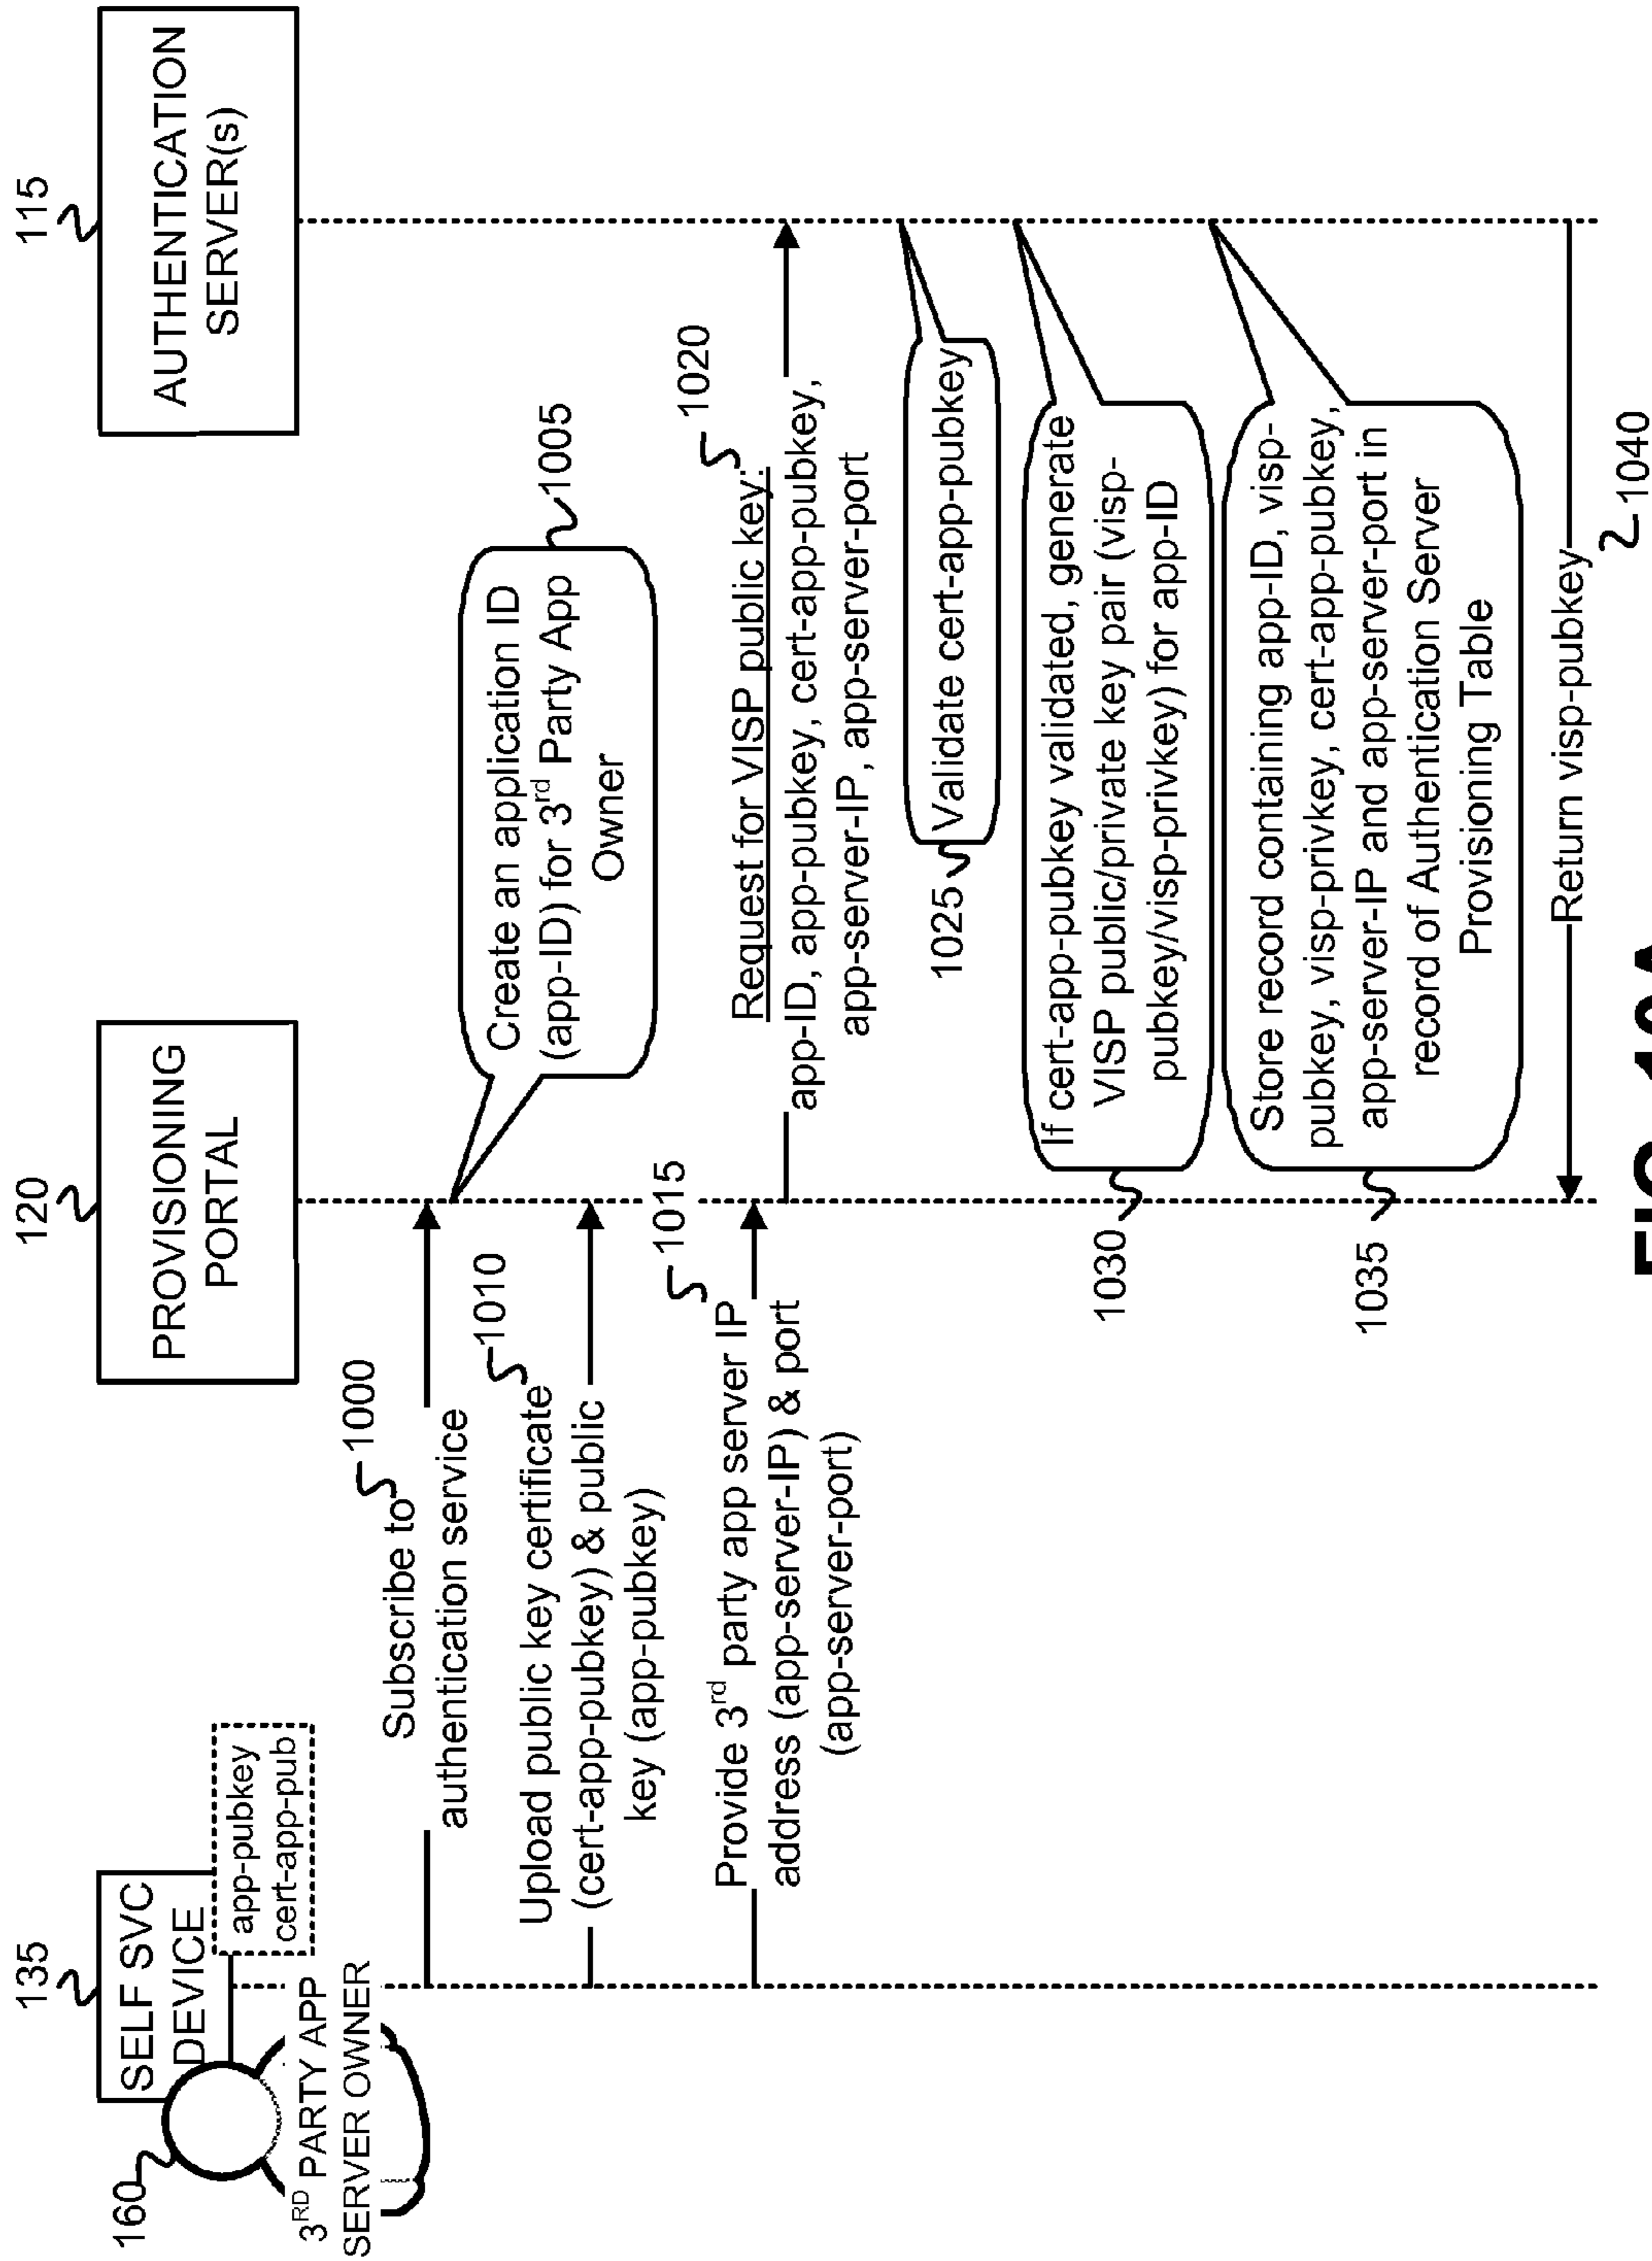 160
135
SELF SVC
DEVICE
app-pubkey
cert-app-pub
3RD PARTY APP
SERVER OWNER
120
PROVISIONING
PORTAL
115
AUTHENTICATION
SERVER(s)
1000
Subscribe to
authentication service
Create an application ID
(app-ID) for 3rd Party App
Owner
1005
1010
Upload public key certificate
(cert-app-pubkey) & public
key (app-pubkey)
1015
Provide 3rd party app server IP
address (app-server-IP) & port
(app-server-port)
1020
Request for VISP public key:
app-ID, app-pubkey, cert-app-pubkey,
app-server-IP, app-server-port
1025
Validate cert-app-pubkey
If cert-app-pubkey validated, generate
VISP public/private key pair (visp-
pubkey/visp-privkey) for app-ID
1030
Store record containing app-ID, visp-
pubkey, visp-privkey, cert-app-pubkey,
app-server-IP and app-server-port in
record of Authentication Server
Provisioning Table
1035
Return visp-pubkey
1040